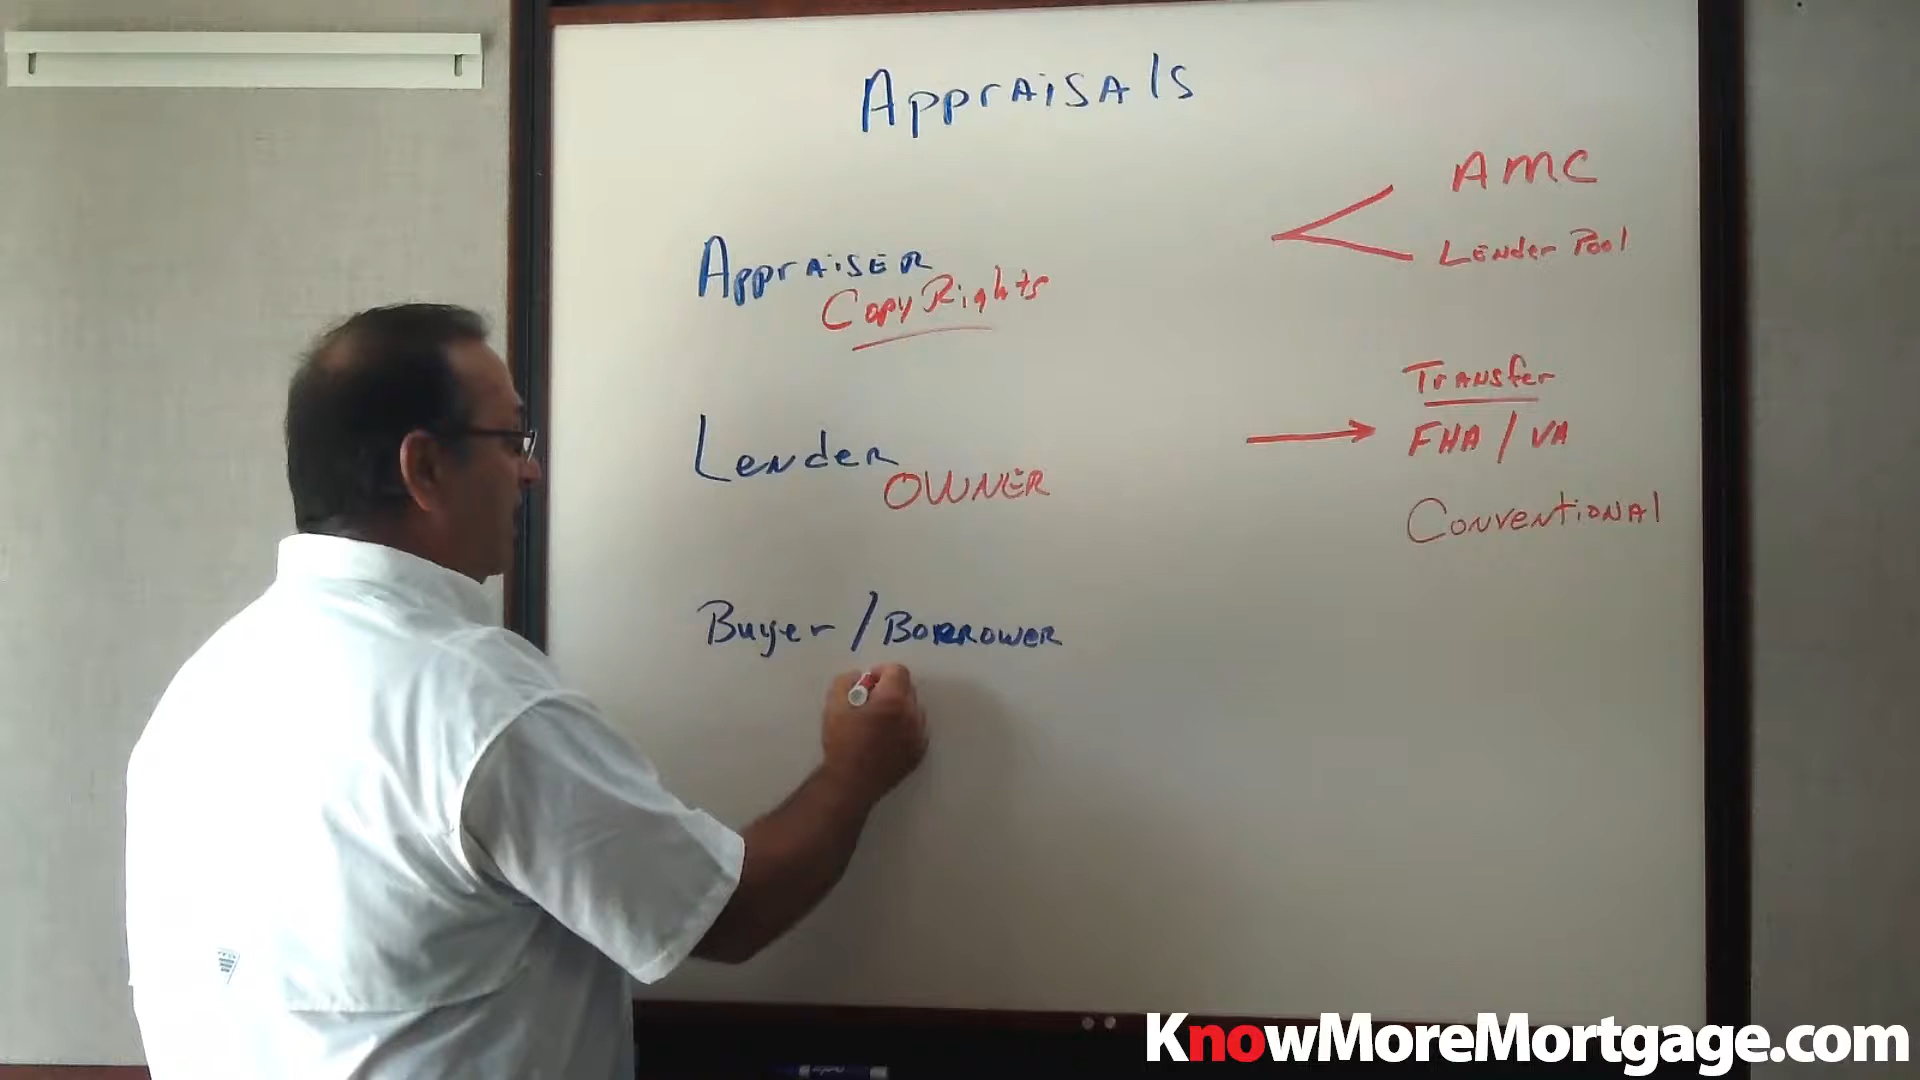 Appraisals
AMC
Lender Pool
Appraiser
CopyRights
Transfer
FHA / VA
Lender
OWNER
Conventional
Buyer / Borrower
KnowMoreMortgage.com